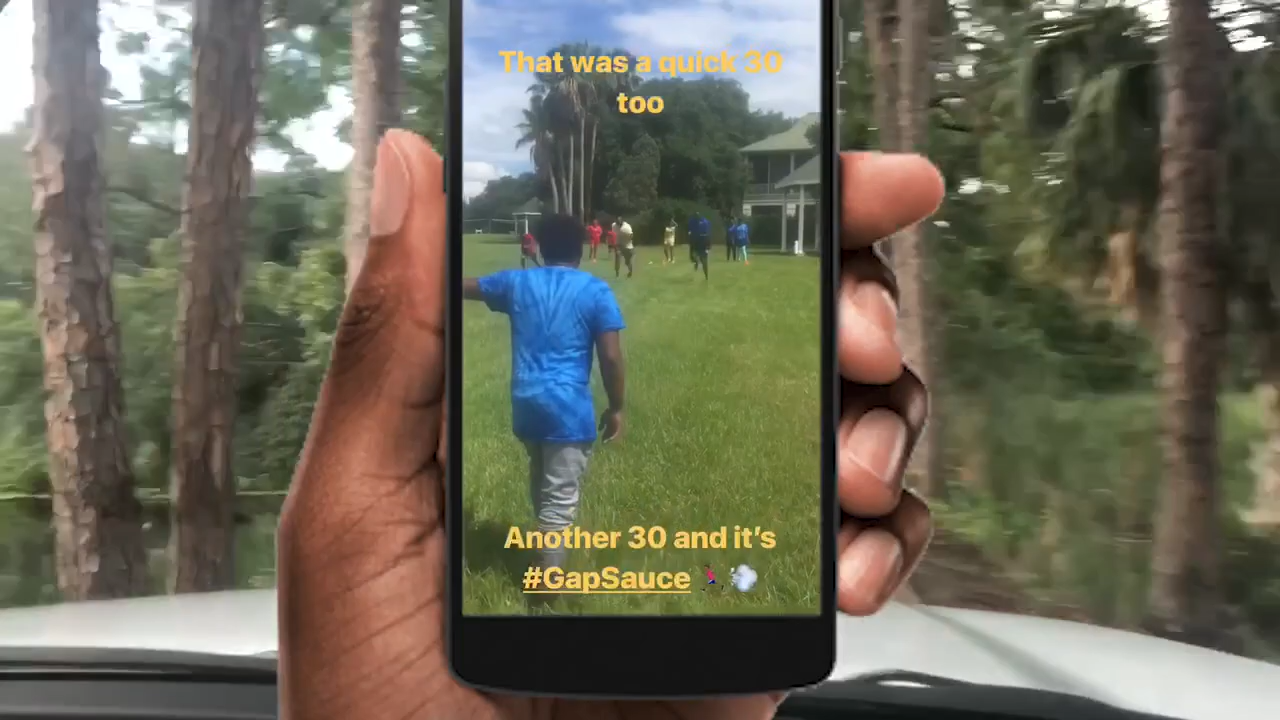 That was a quick 30
too
Another 30 and it's
#GapSauce 🏃🏾‍♂️💨